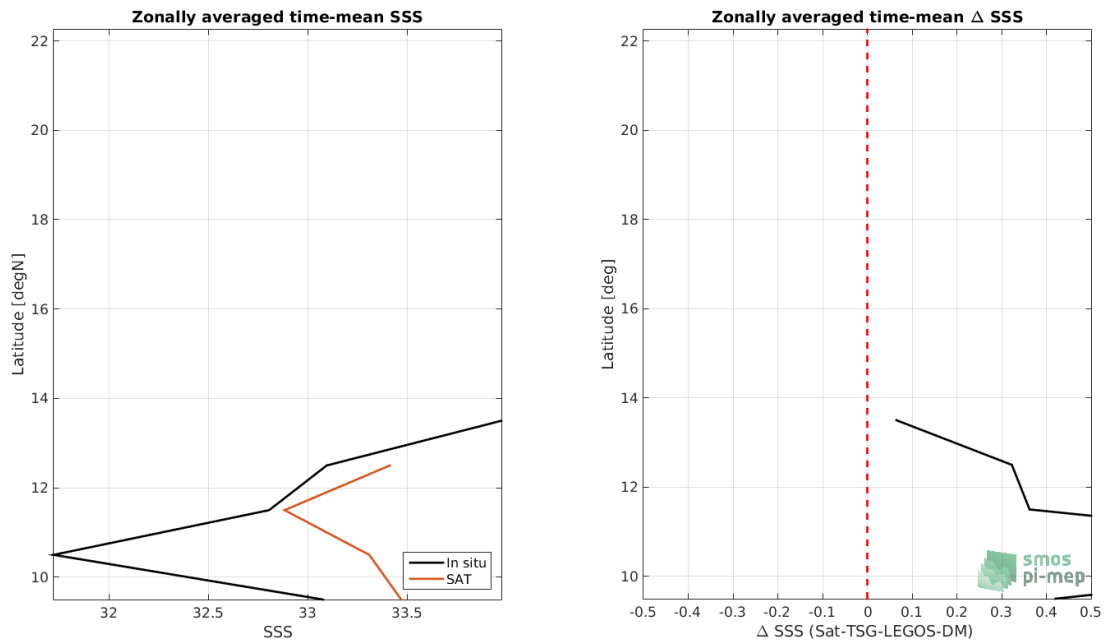 Zonally averaged time-mean SSS
22
20
18
16
14
12
10
Latitude [degN]
32
32.5
33
33.5
SSS
In situ
SAT
Zonally averaged time-mean Δ SSS
22
20
18
16
14
12
10
Latitude [deg]
-0.5
-0.4
-0.3
-0.2
-0.1
0
0.1
0.2
0.3
0.4
0.5
Δ SSS (Sat-TSG-LEGOS-DM)
smos
pi-mep